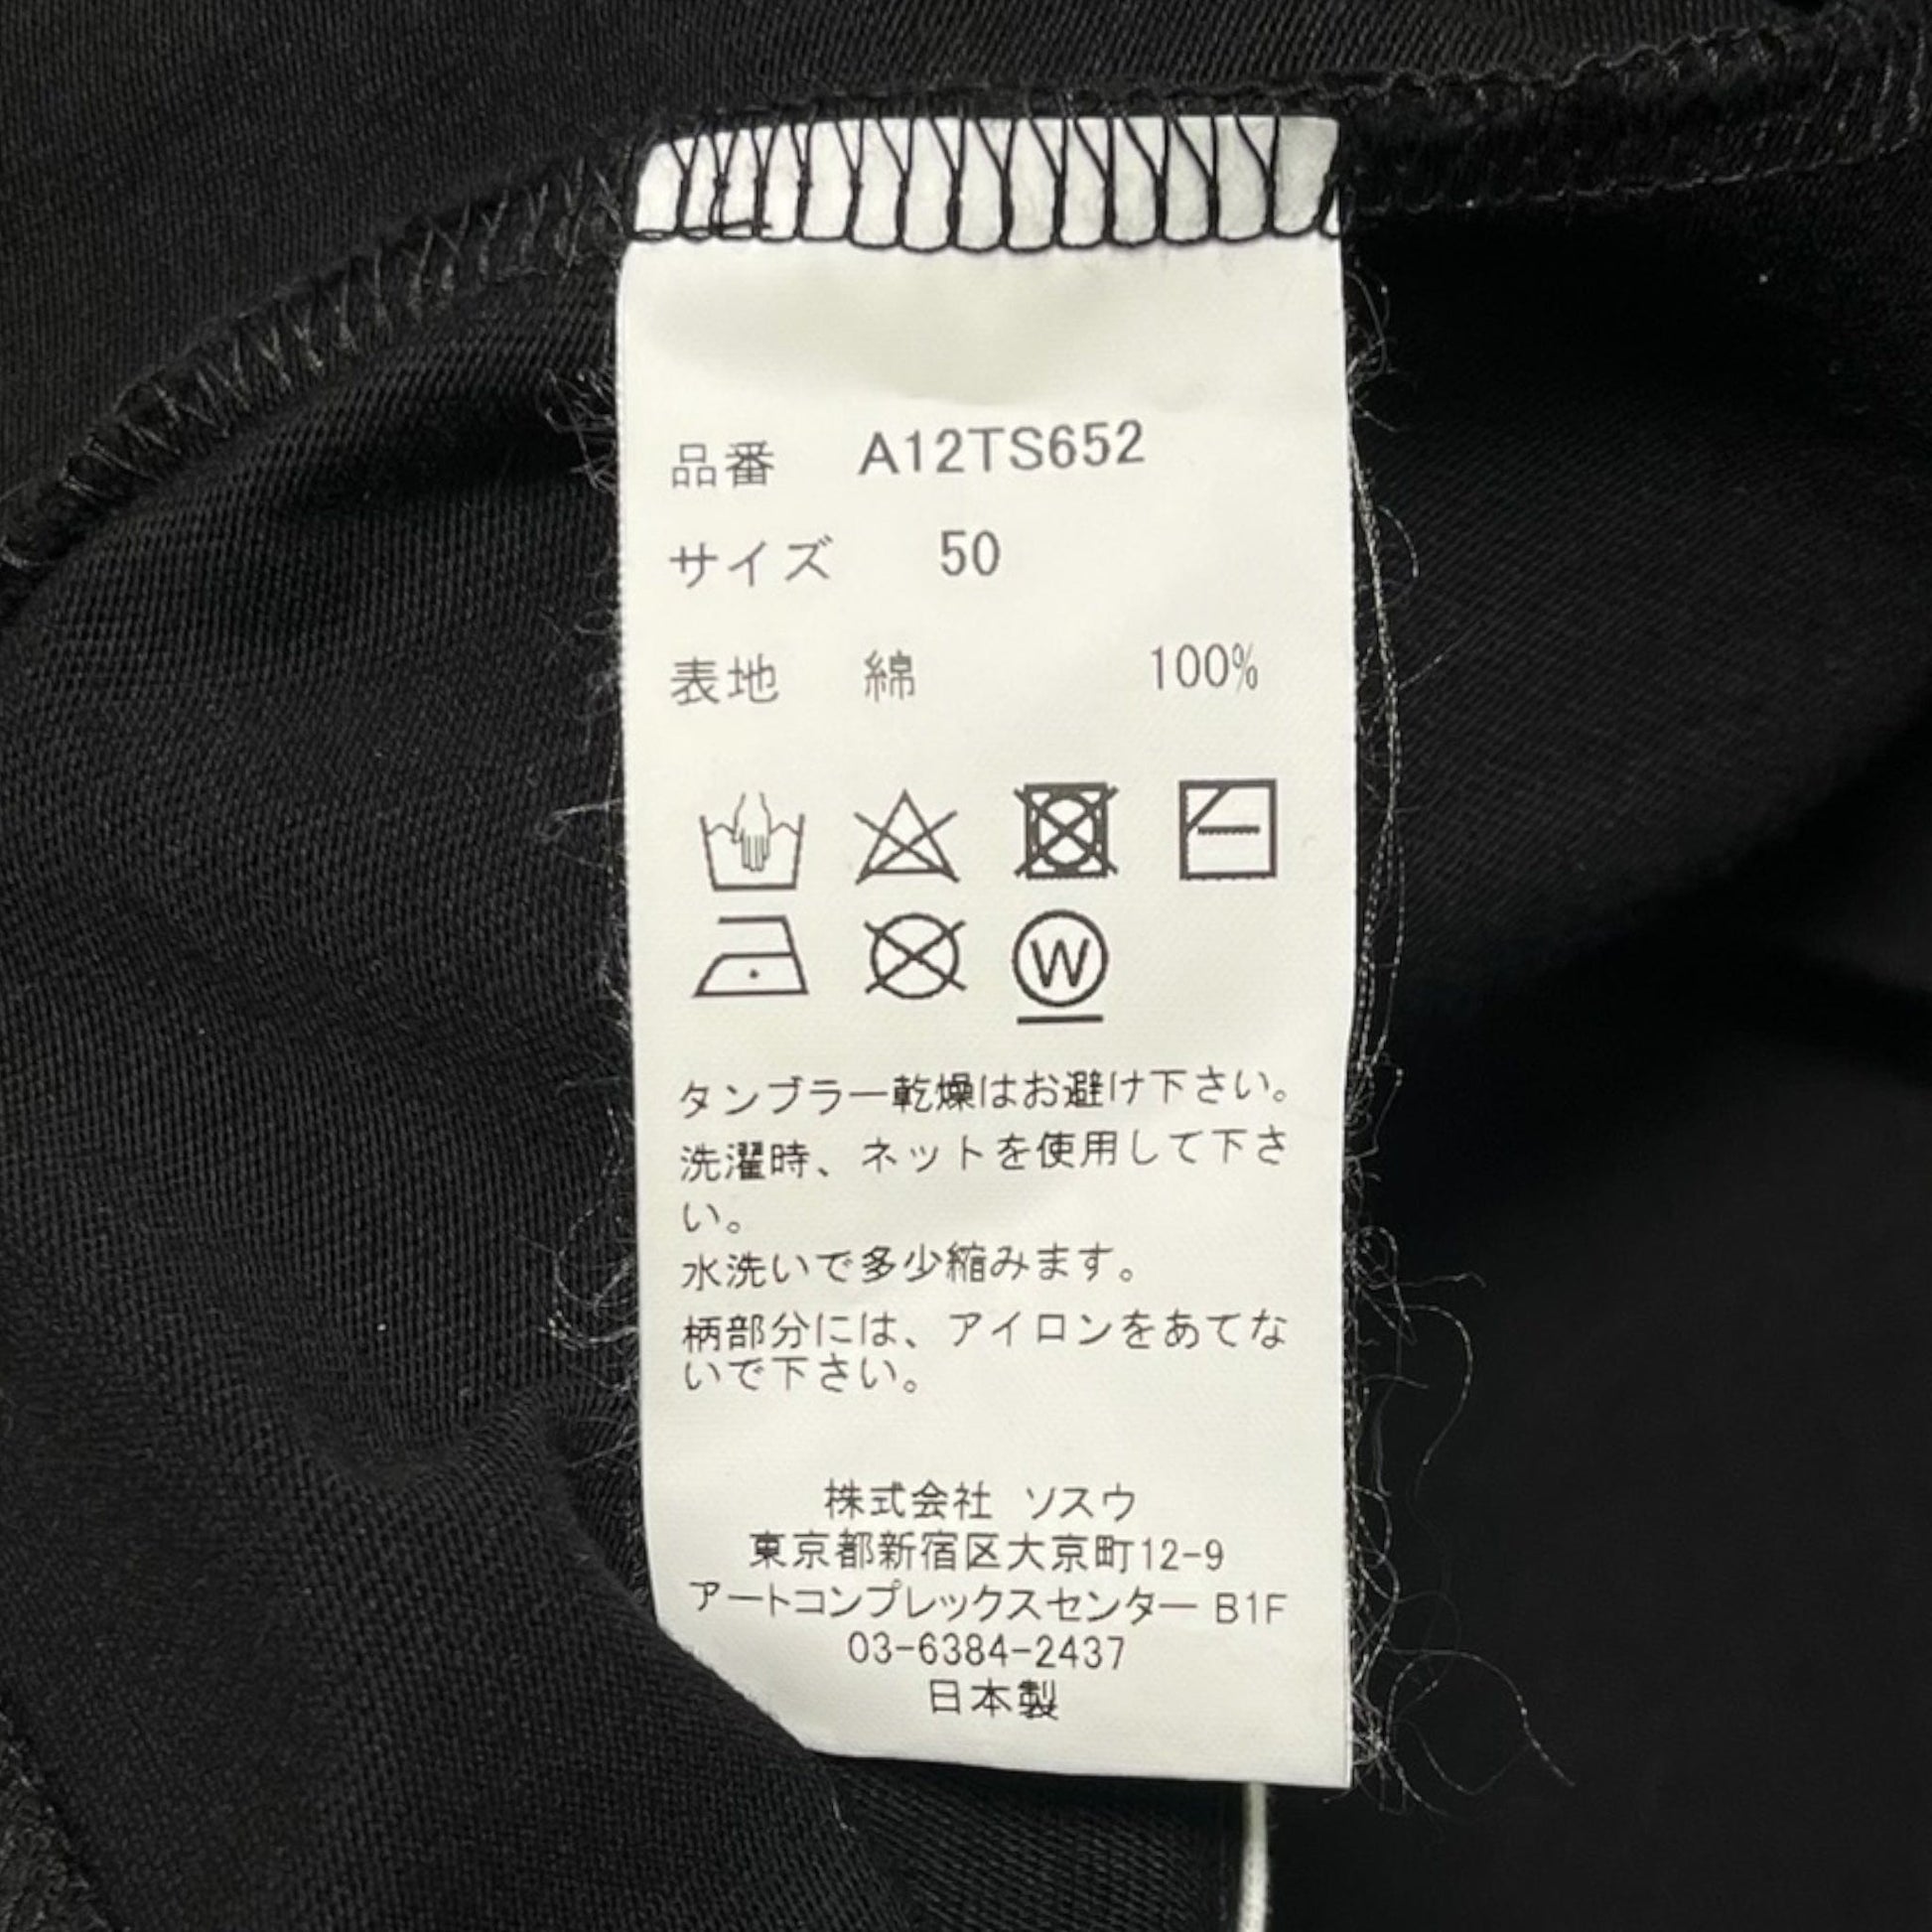 品番 A12TS652
サイズ 50
表地 綿 100%
W
タンブラー乾燥はお避け下さい。
洗濯時、ネットを使用して下さ
い。
水洗いで多少縮みます。
柄部分には、アイロンをあてな
いで下さい。
株式会社 ソスウ
東京都新宿区大京町12-9
アートコンプレックスセンター B1F
03-6384-2437
日本製